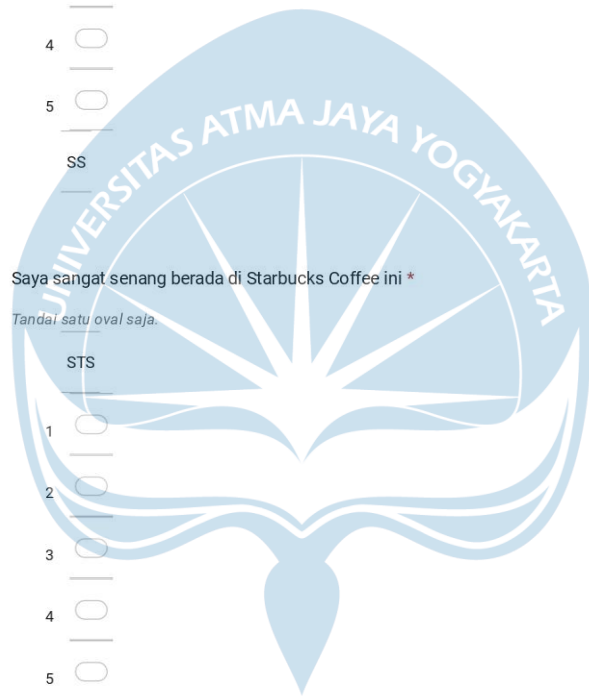 4
5
SS
UNIVERSITAS ATMA JAYA YOGYAKARTA
Saya sangat senang berada di Starbucks Coffee ini *
Tandai satu oval saja.
STS
1
2
3
4
5